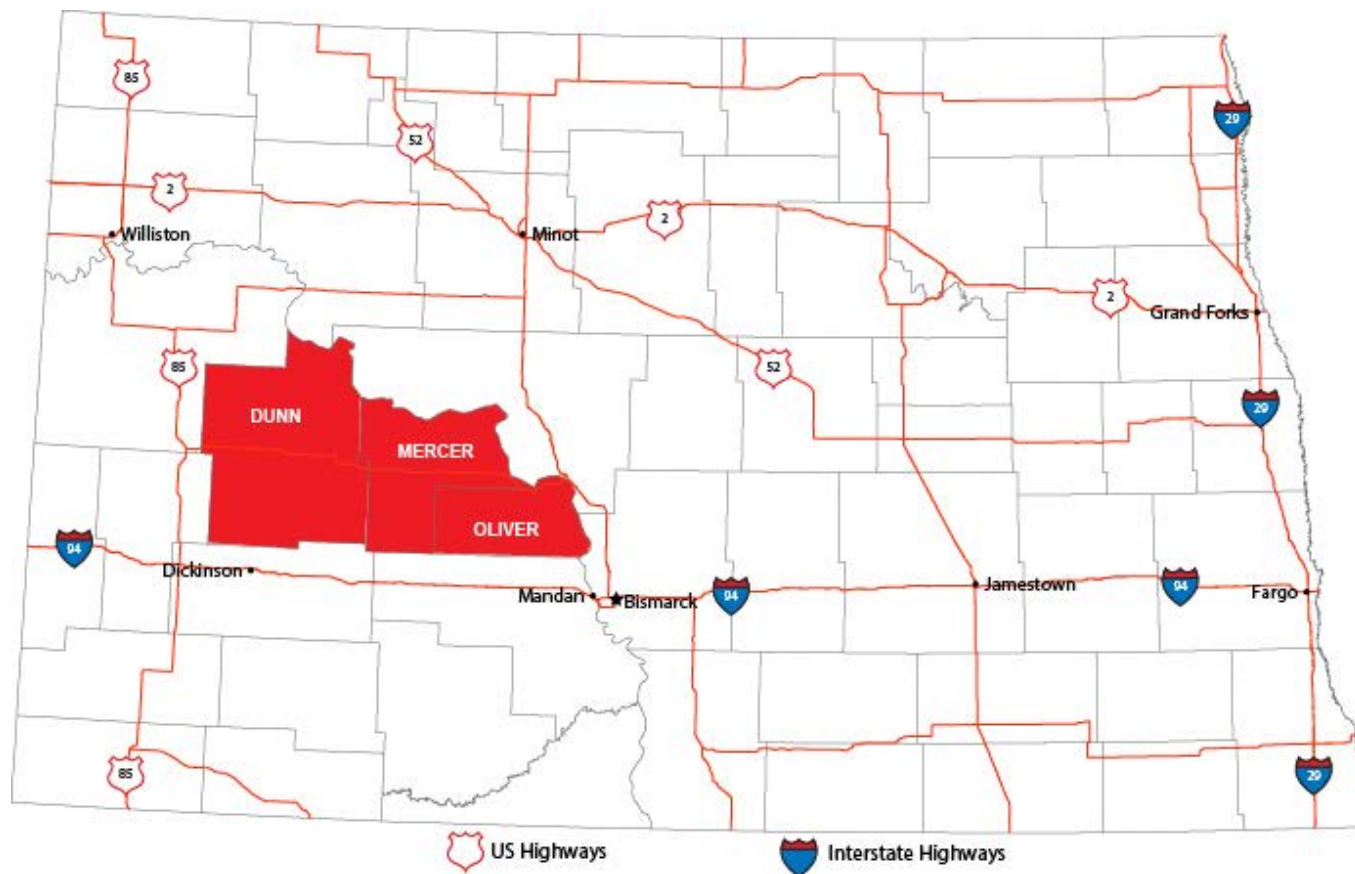 85
29
52
2
2
Williston
Minot
2
Grand Forks
85
52
29
DUNN
MERCER
OLIVER
94
Dickinson
Mandan
Bismarck
94
Jamestown
94
Fargo
85
29
US Highways
Interstate Highways